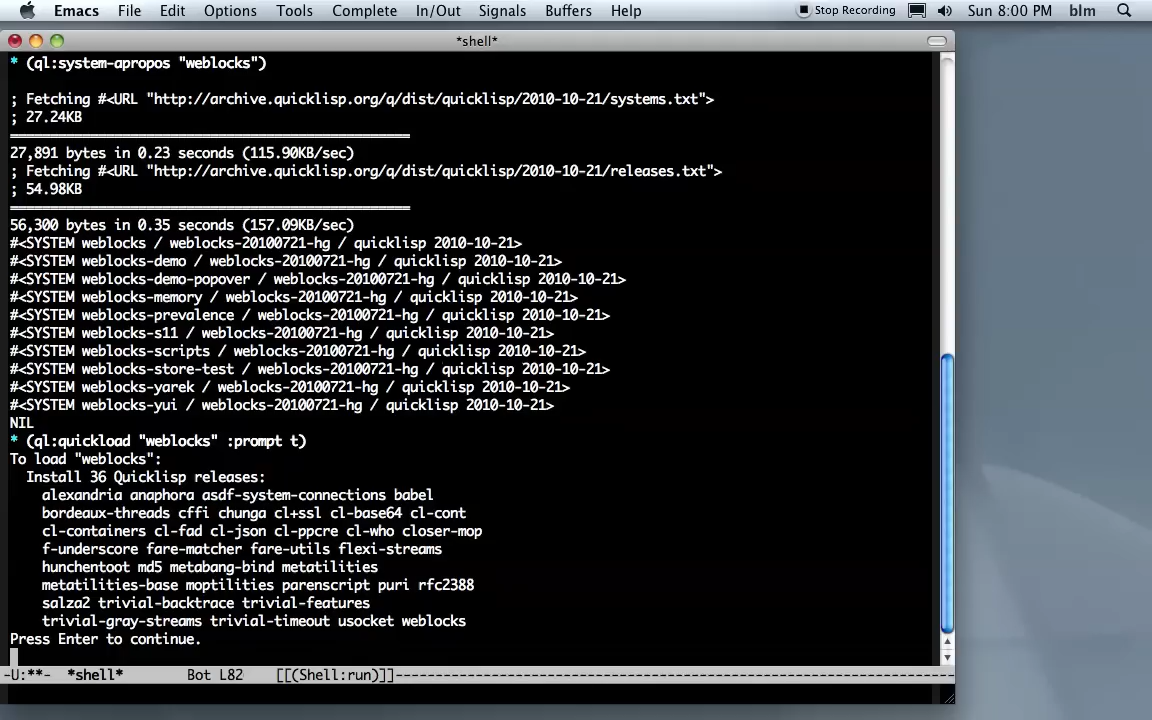 Emacs File Edit Options Tools Complete In/Out Signals Buffers Help Stop Recording Sun 8:00 PM blm
*shell*
* (ql:system-apropos "weblocks")
; Fetching #<URL "http://archive.quicklisp.org/q/dist/quicklisp/2010-10-21/systems.txt">
; 27.24KB
==================================================
27,891 bytes in 0.23 seconds (115.90KB/sec)
; Fetching #<URL "http://archive.quicklisp.org/q/dist/quicklisp/2010-10-21/releases.txt">
; 54.98KB
==================================================
56,300 bytes in 0.35 seconds (157.09KB/sec)
#<SYSTEM weblocks / weblocks-20100721-hg / quicklisp 2010-10-21>
#<SYSTEM weblocks-demo / weblocks-20100721-hg / quicklisp 2010-10-21>
#<SYSTEM weblocks-demo-popover / weblocks-20100721-hg / quicklisp 2010-10-21>
#<SYSTEM weblocks-memory / weblocks-20100721-hg / quicklisp 2010-10-21>
#<SYSTEM weblocks-prevalence / weblocks-20100721-hg / quicklisp 2010-10-21>
#<SYSTEM weblocks-s11 / weblocks-20100721-hg / quicklisp 2010-10-21>
#<SYSTEM weblocks-scripts / weblocks-20100721-hg / quicklisp 2010-10-21>
#<SYSTEM weblocks-store-test / weblocks-20100721-hg / quicklisp 2010-10-21>
#<SYSTEM weblocks-yarek / weblocks-20100721-hg / quicklisp 2010-10-21>
#<SYSTEM weblocks-yui / weblocks-20100721-hg / quicklisp 2010-10-21>
NIL
* (ql:quickload "weblocks" :prompt t)
To load "weblocks":
Install 36 Quicklisp releases:
alexandria anaphora asdf-system-connections babel
bordeaux-threads cffi chunga cl+ssl cl-base64 cl-cont
cl-containers cl-fad cl-json cl-ppcre cl-who closer-mop
f-underscore fare-matcher fare-utils flexi-streams
hunchentoot md5 metabang-bind metatilities
metatilities-base moptilities parenscript puri rfc2388
salza2 trivial-backtrace trivial-features
trivial-gray-streams trivial-timeout usocket weblocks
Press Enter to continue.
-U:**- *shell* Bot L82 [[(Shell:run)]]----------------------------------------------------------------------